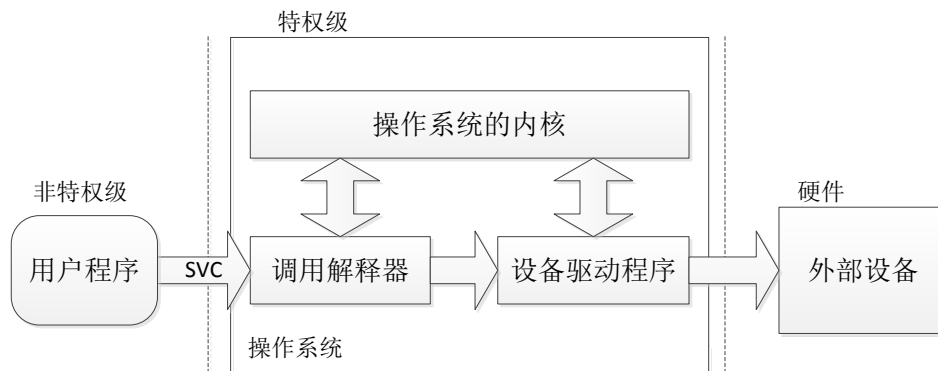 特权级
操作系统的内核
非特权级
硬件
用户程序
SVC
调用解释器
设备驱动程序
外部设备
操作系统